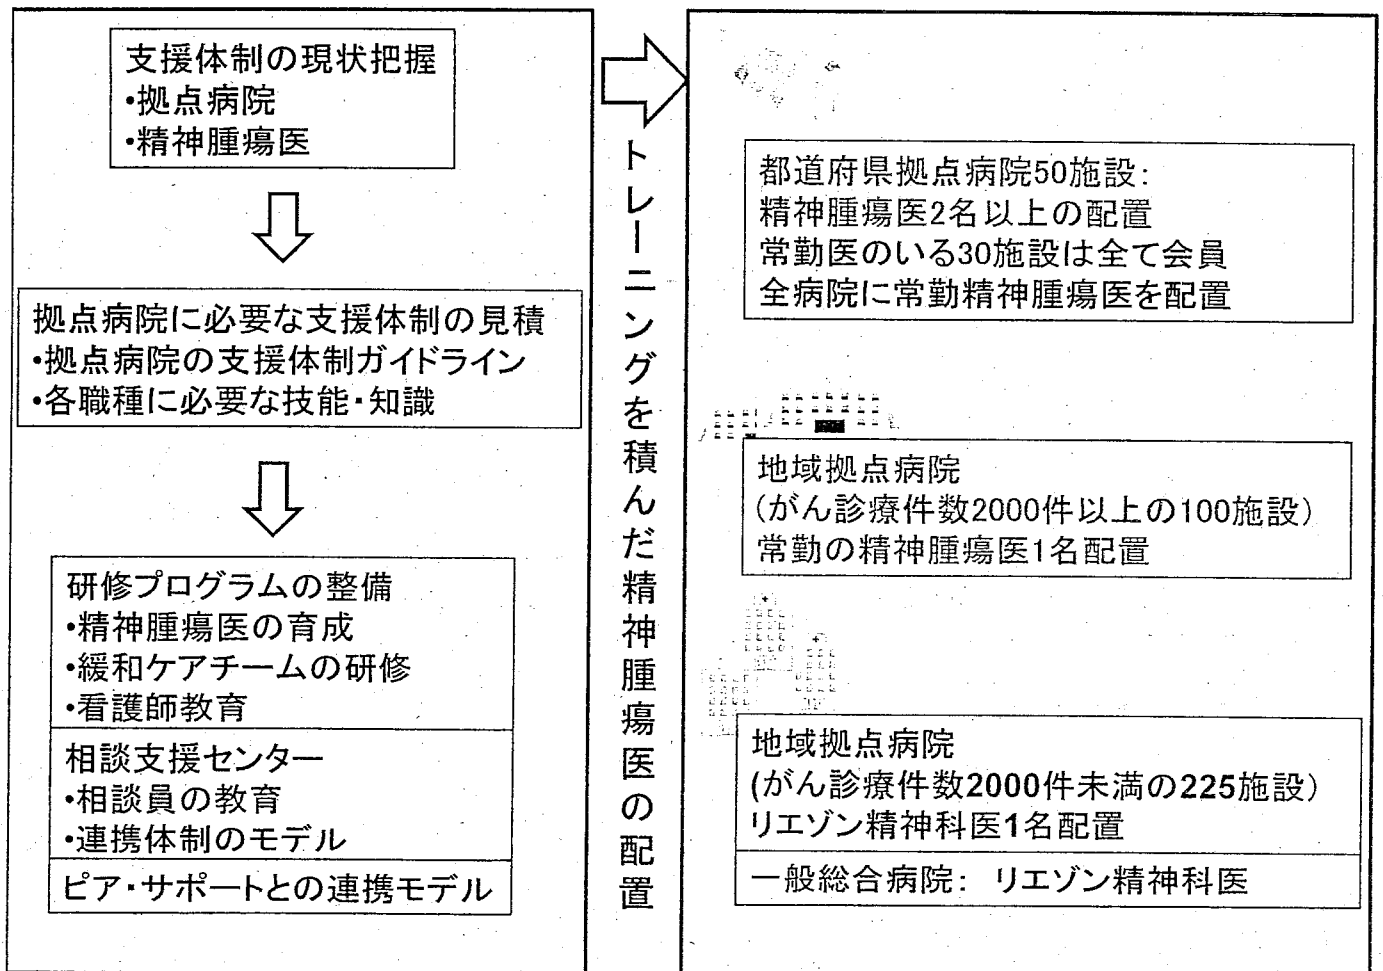 支援体制の現状把握
•拠点病院
•精神腫瘍医
拠点病院に必要な支援体制の見積
•拠点病院の支援体制ガイドライン
•各職種に必要な技能・知識
研修プログラムの整備
•精神腫瘍医の育成
•緩和ケアチームの研修
•看護師教育
相談支援センター
•相談員の教育
•連携体制のモデル
ピア・サポートとの連携モデル
トレーニングを積んだ精神腫瘍医の配置
都道府県拠点病院50施設:
精神腫瘍医2名以上の配置
常勤医のいる30施設は全て会員
全病院に常勤精神腫瘍医を配置
地域拠点病院
(がん診療件数2000件以上の100施設)
常勤の精神腫瘍医1名配置
地域拠点病院
(がん診療件数2000件未満の225施設)
リエゾン精神科医1名配置
一般総合病院: リエゾン精神科医